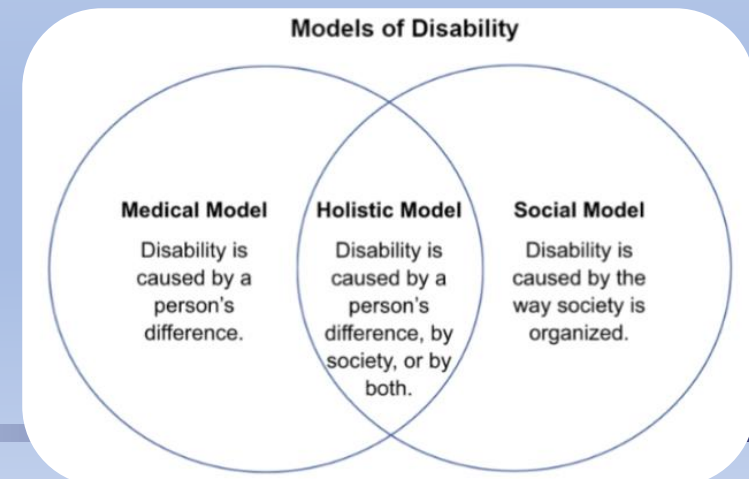 Models of Disability
Medical Model
Disability is
caused by a
person's
difference.
Holistic Model
Disability is
caused by a
person's
difference, by
society, or by
both.
Social Model
Disability is
caused by the
way society is
organized.